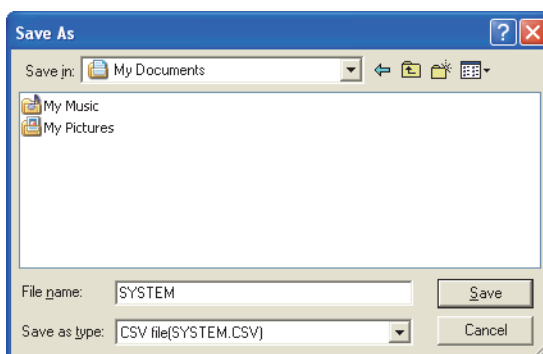 Save As
Save in: My Documents
My Music
My Pictures
File name: SYSTEM Save
Save as type: CSV file(SYSTEM.CSV) Cancel